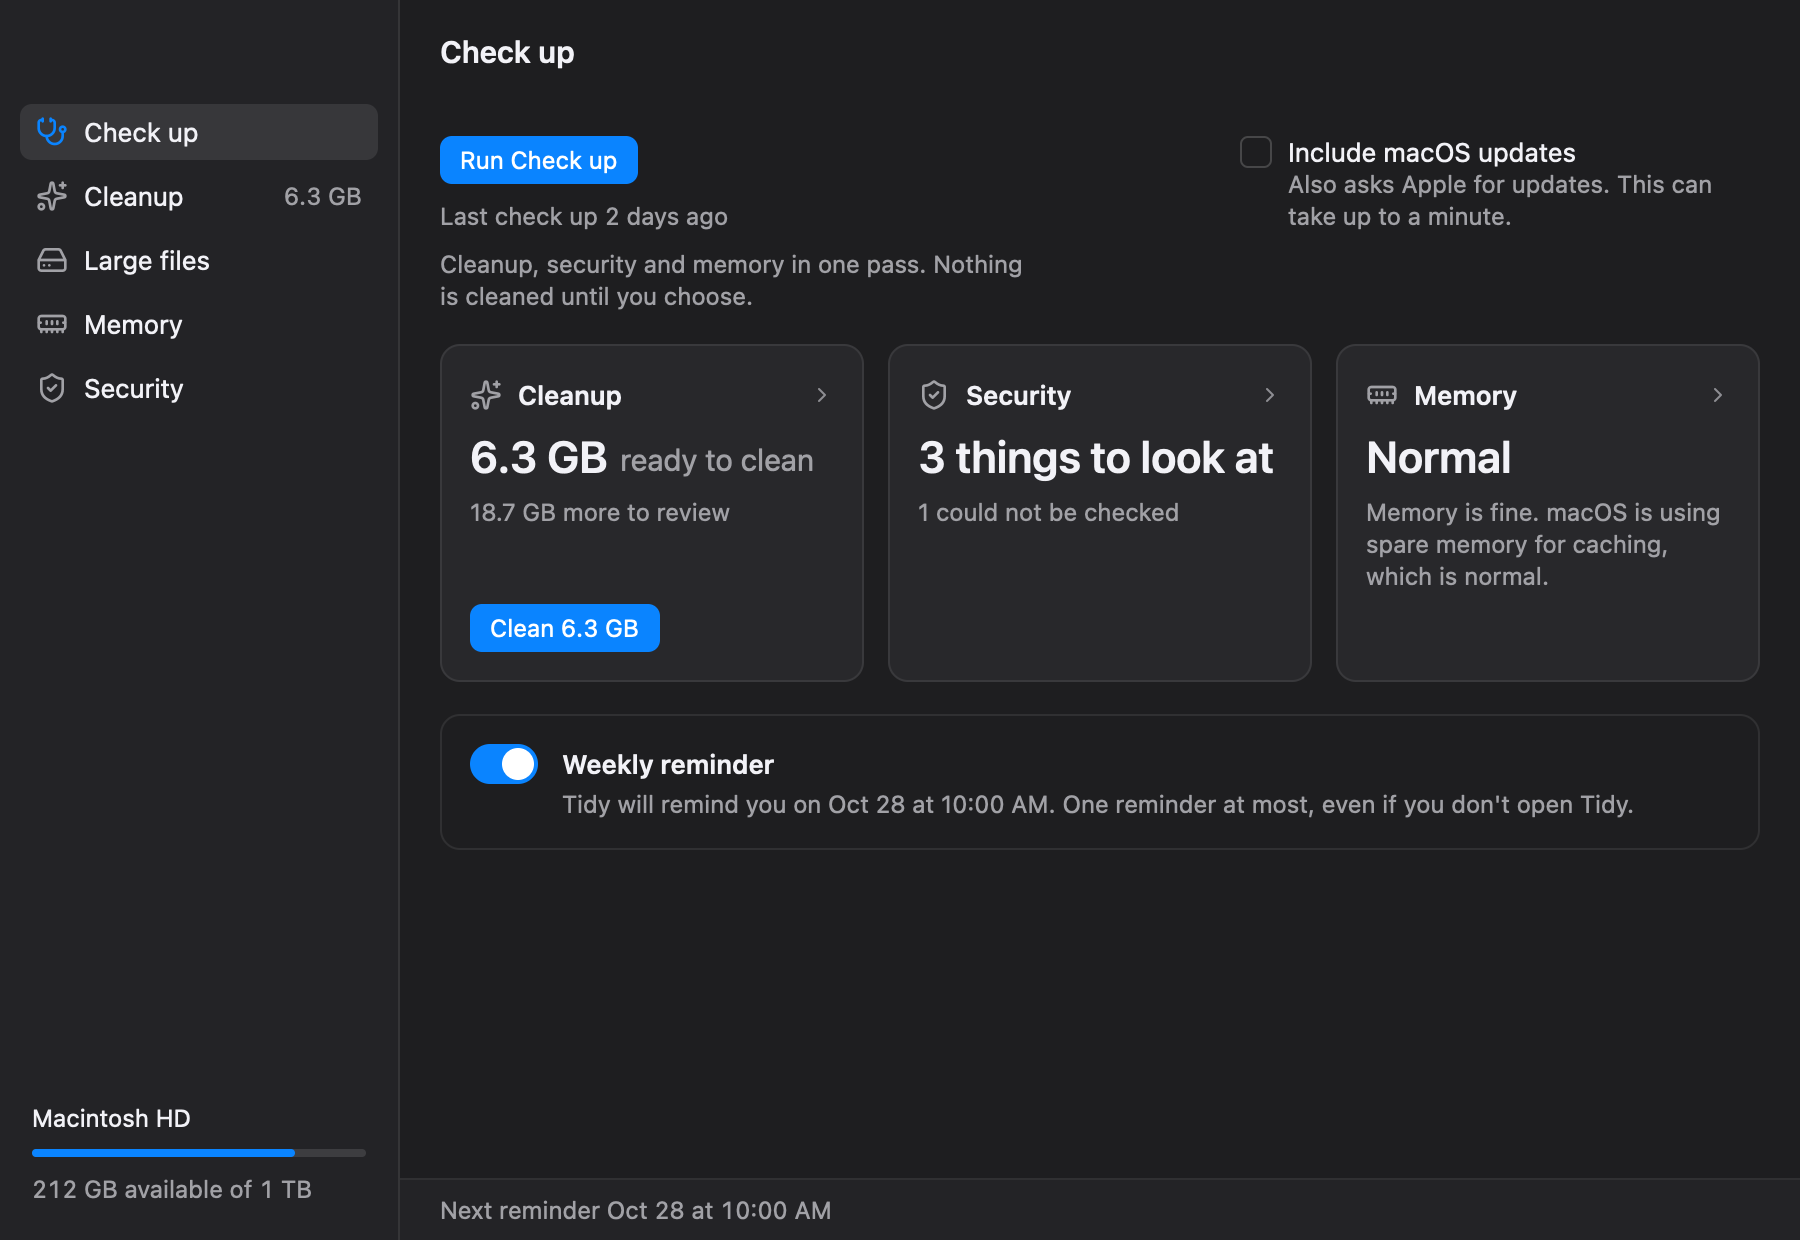 Check up
Cleanup 6.3 GB
Large files
Memory
Security
Macintosh HD
212 GB available of 1 TB
Check up
Run Check up
Last check up 2 days ago
Cleanup, security and memory in one pass. Nothing
is cleaned until you choose.
Include macOS updates
Also asks Apple for updates. This can
take up to a minute.
Cleanup
6.3 GB ready to clean
18.7 GB more to review
Clean 6.3 GB
Security
3 things to look at
1 could not be checked
Memory
Normal
Memory is fine. macOS is using
spare memory for caching,
which is normal.
Weekly reminder
Tidy will remind you on Oct 28 at 10:00 AM. One reminder at most, even if you don't open Tidy.
Next reminder Oct 28 at 10:00 AM